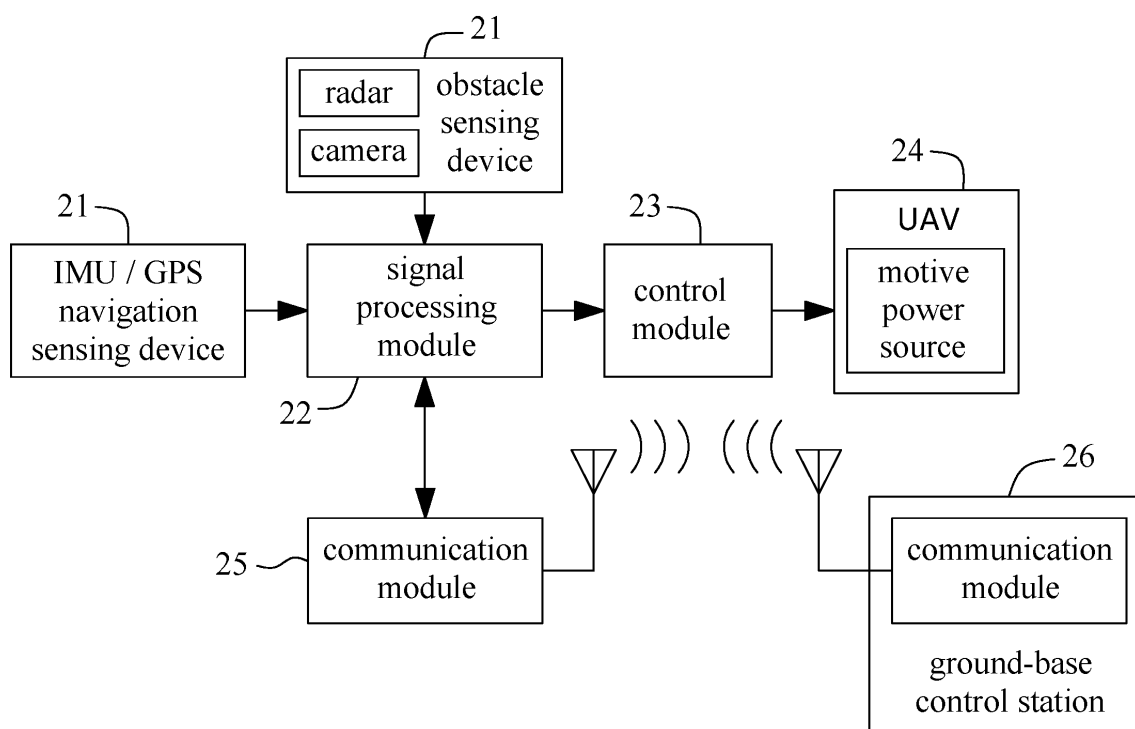 21
radar
camera
obstacle
sensing
device
21
IMU / GPS
navigation
sensing device
signal
processing
module
22
23
control
module
24
UAV
motive
power
source
25
communication
module
26
communication
module
ground-base
control station